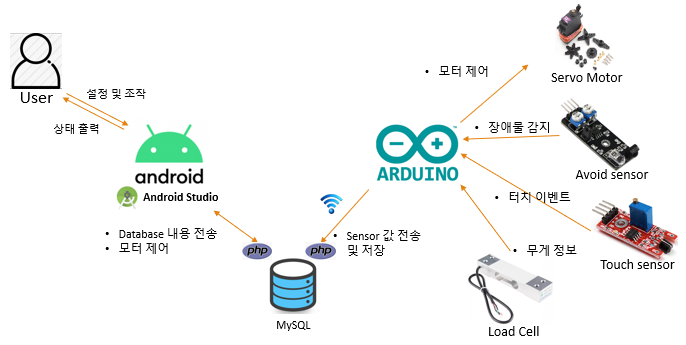 User
설정 및 조작
상태 출력
android
Android Studio
• Database 내용 전송
• 모터 제어
php
php
MySQL
• Sensor 값 전송
및 저장
ARDUINO
• 모터 제어
Servo Motor
• 장애물 감지
Avoid sensor
• 터치 이벤트
Touch sensor
• 무게 정보
Load Cell